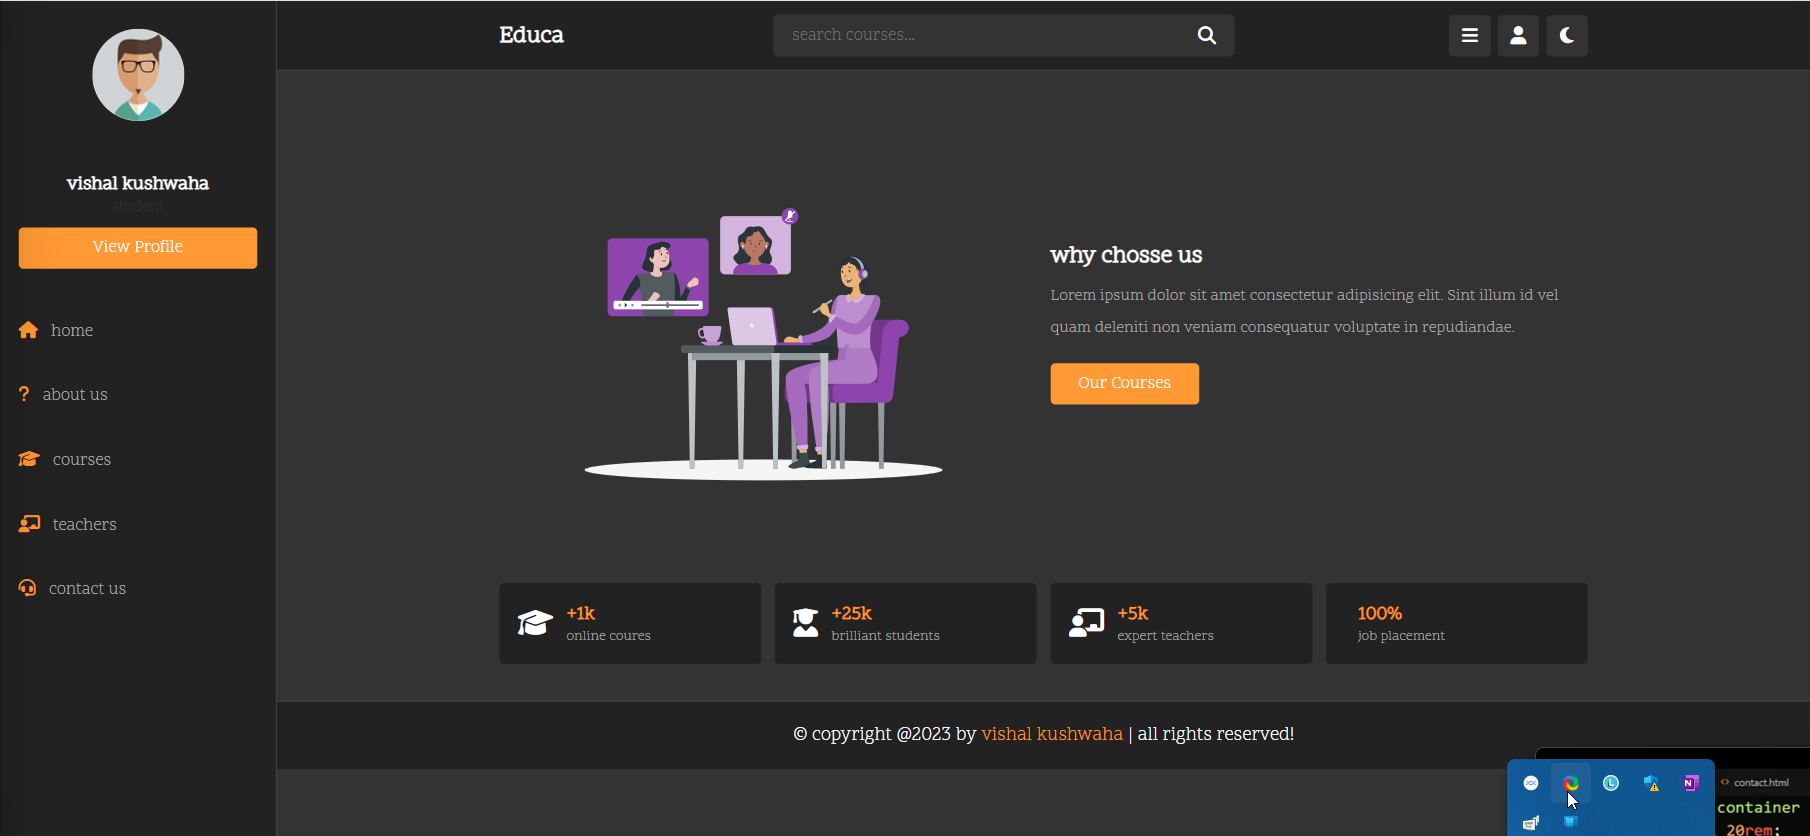 vishal kushwaha
student
View Profile
home
about us
courses
teachers
contact us
Educa
search courses...
why chosse us
Lorem ipsum dolor sit amet consectetur adipisicing elit. Sint illum id vel
quam deleniti non veniam consequatur voluptate in repudiandae.
Our Courses
+1k
online coures
+25k
brilliant students
+5k
expert teachers
100%
job placement
© copyright @2023 by vishal kushwaha | all rights reserved!
L
N
<> contact.html
container
20rem;